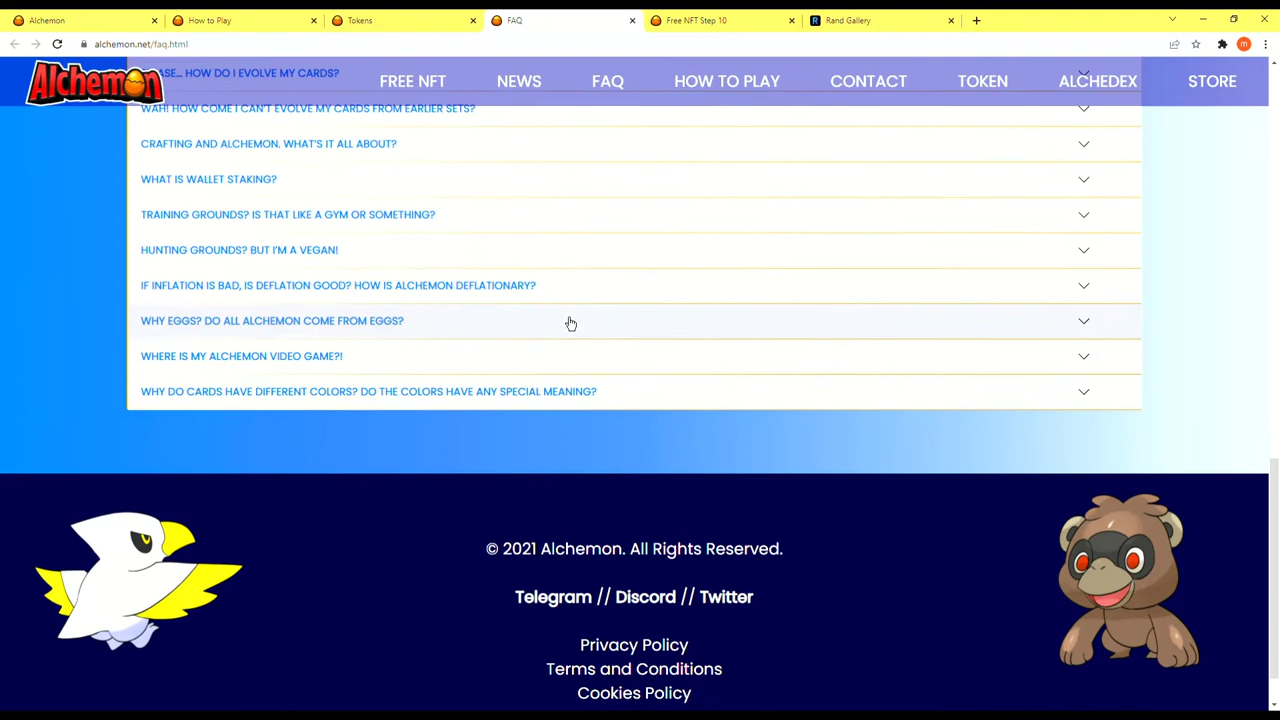 Alchemon
How to Play
Tokens
FAQ
Free NFT Step 10
Rand Gallery
alchemon.net/faq.html
m
Alchemon
ASE... HOW DO I EVOLVE MY CARDS?
FREE NFT
NEWS
FAQ
HOW TO PLAY
CONTACT
TOKEN
ALCHEDEX
STORE
WAH! HOW COME I CAN'T EVOLVE MY CARDS FROM EARLIER SETS?
CRAFTING AND ALCHEMON. WHAT'S IT ALL ABOUT?
WHAT IS WALLET STAKING?
TRAINING GROUNDS? IS THAT LIKE A GYM OR SOMETHING?
HUNTING GROUNDS? BUT I'M A VEGAN!
IF INFLATION IS BAD, IS DEFLATION GOOD? HOW IS ALCHEMON DEFLATIONARY?
WHY EGGS? DO ALL ALCHEMON COME FROM EGGS?
WHERE IS MY ALCHEMON VIDEO GAME?!
WHY DO CARDS HAVE DIFFERENT COLORS? DO THE COLORS HAVE ANY SPECIAL MEANING?
© 2021 Alchemon. All Rights Reserved.
Telegram // Discord // Twitter
Privacy Policy
Terms and Conditions
Cookies Policy